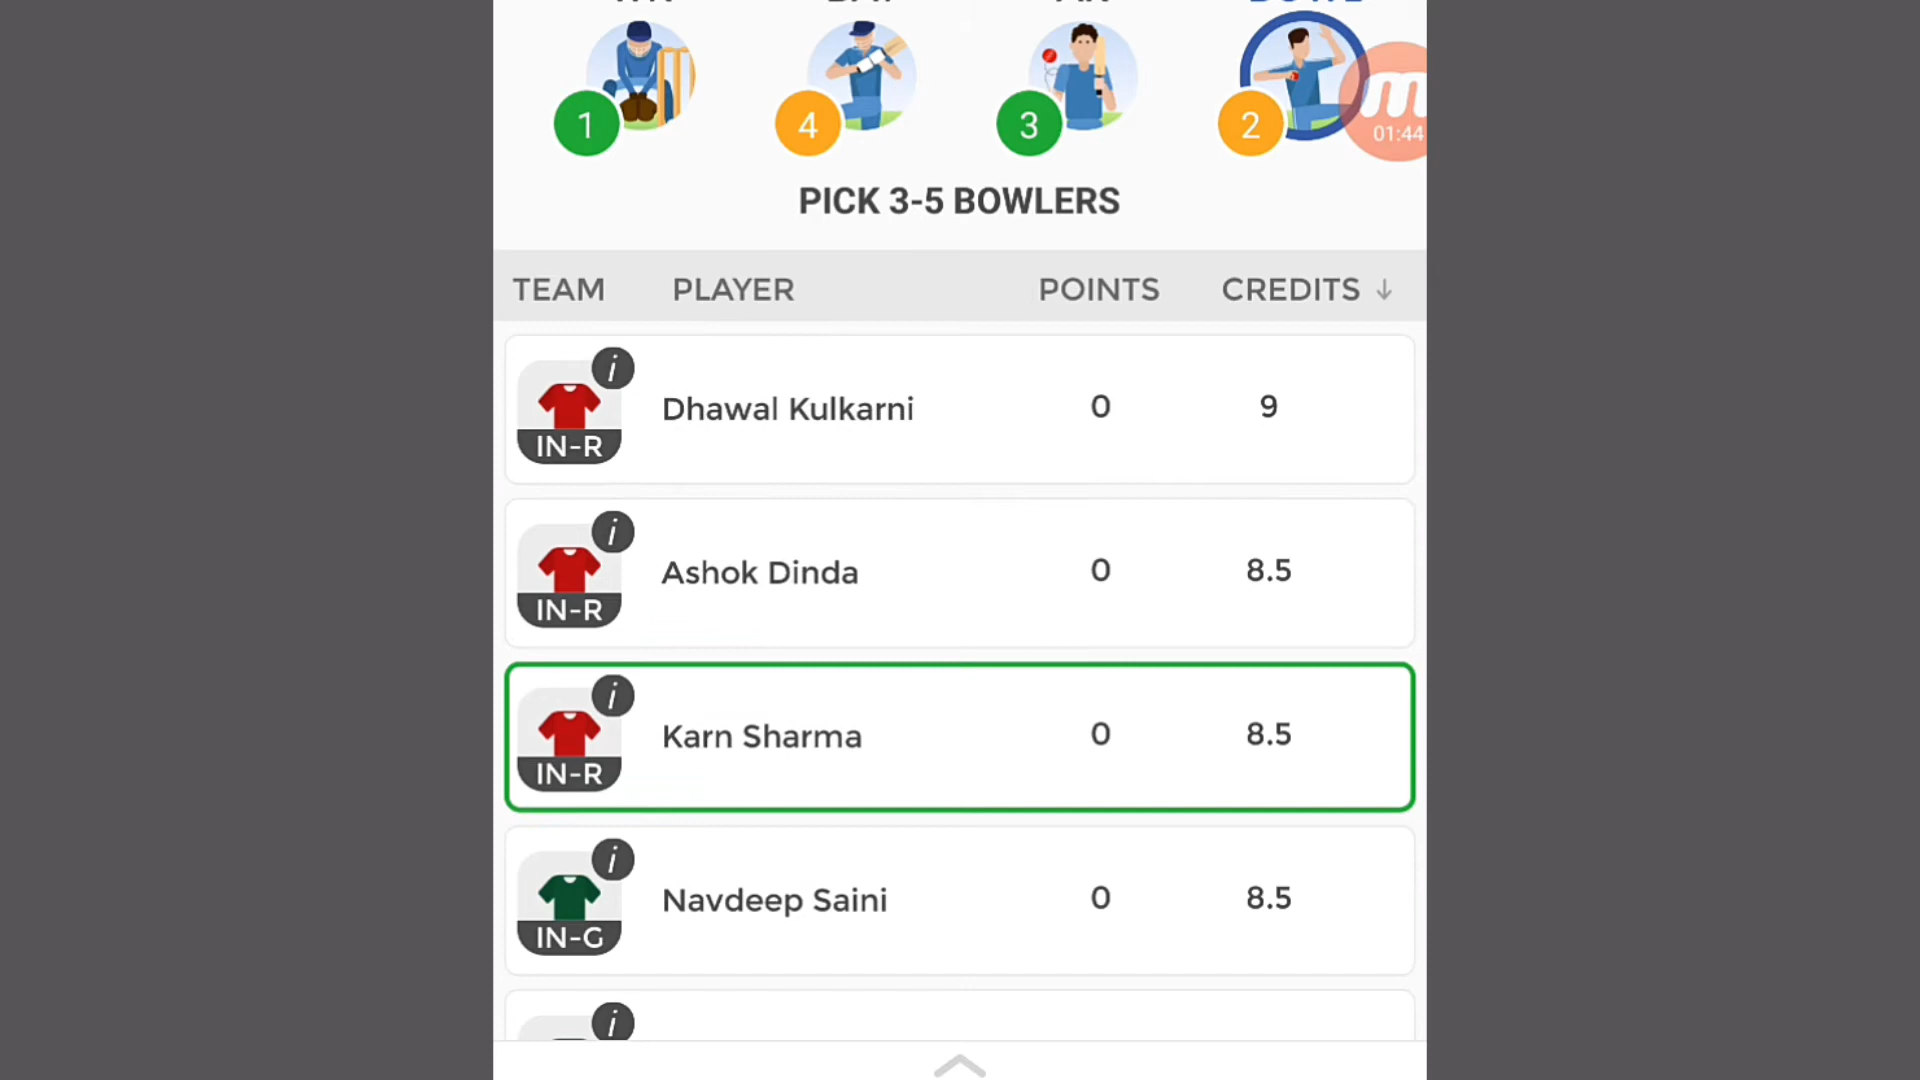 1
4
3
2
01:44
PICK 3-5 BOWLERS
TEAM PLAYER POINTS CREDITS ↓
i
Dhawal Kulkarni 0 9
IN-R
i
Ashok Dinda 0 8.5
IN-R
i
Karn Sharma 0 8.5
IN-R
i
Navdeep Saini 0 8.5
IN-G
i